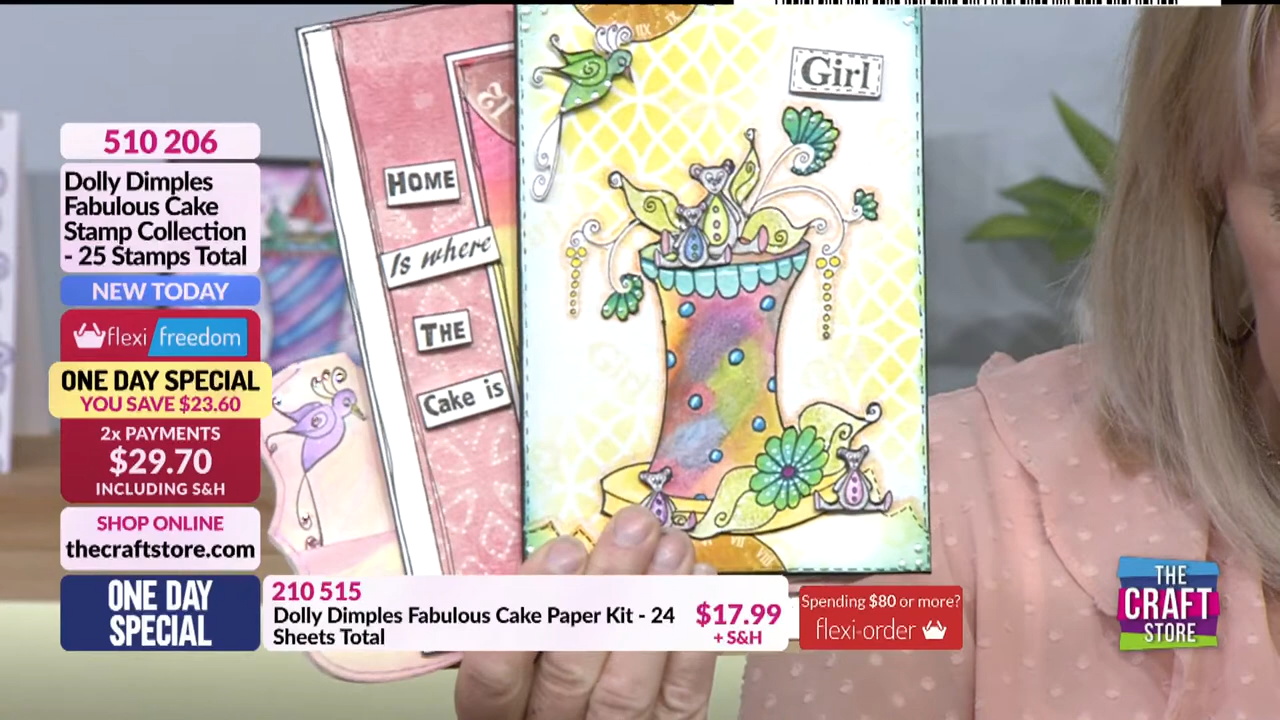 510 206
Dolly Dimples
Fabulous Cake
Stamp Collection
- 25 Stamps Total
NEW TODAY
flexi freedom
ONE DAY SPECIAL
YOU SAVE $23.60
2x PAYMENTS
$29.70
INCLUDING S&H
SHOP ONLINE
thecraftstore.com
ONE DAY
SPECIAL
210 515
Dolly Dimples Fabulous Cake Paper Kit - 24
Sheets Total
$17.99
+ S&H
Spending $80 or more?
flexi-order
THE
CRAFT
STORE
Girl
HOME
Is where
THE
Cake is